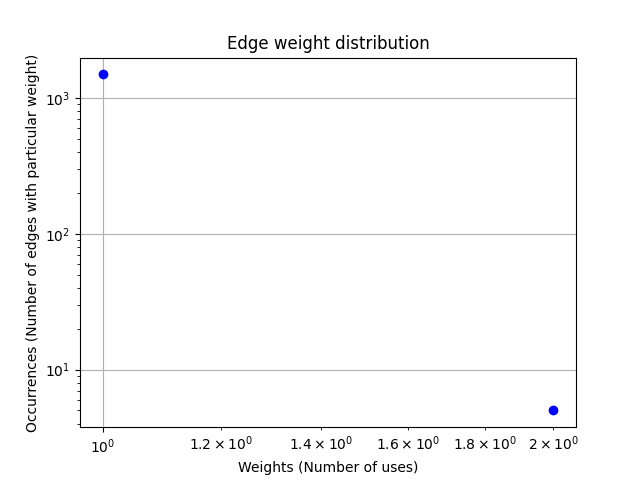 Edge weight distribution
Occurrences (Number of edges with particular weight)
10³
10²
10¹
10⁰
1.2 × 10⁰
1.4 × 10⁰
1.6 × 10⁰
1.8 × 10⁰
2 × 10⁰
Weights (Number of uses)